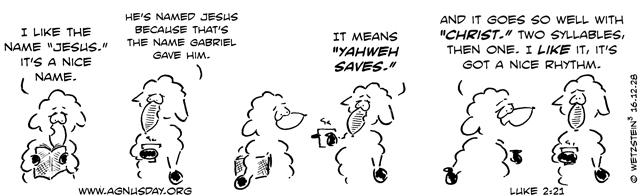 I LIKE THE
NAME "JESUS."
IT'S A NICE
NAME.
HE'S NAMED JESUS
BECAUSE THAT'S
THE NAME GABRIEL
GAVE HIM.
IT MEANS
"YAHWEH
SAVES."
AND IT GOES SO WELL WITH
"CHRIST." TWO SYLLABLES,
THEN ONE. I LIKE IT, IT'S
GOT A NICE RHYTHM.
© WETZSTEIN³ 16.12.28
WWW.AGNUSDAY.ORG
LUKE 2:21